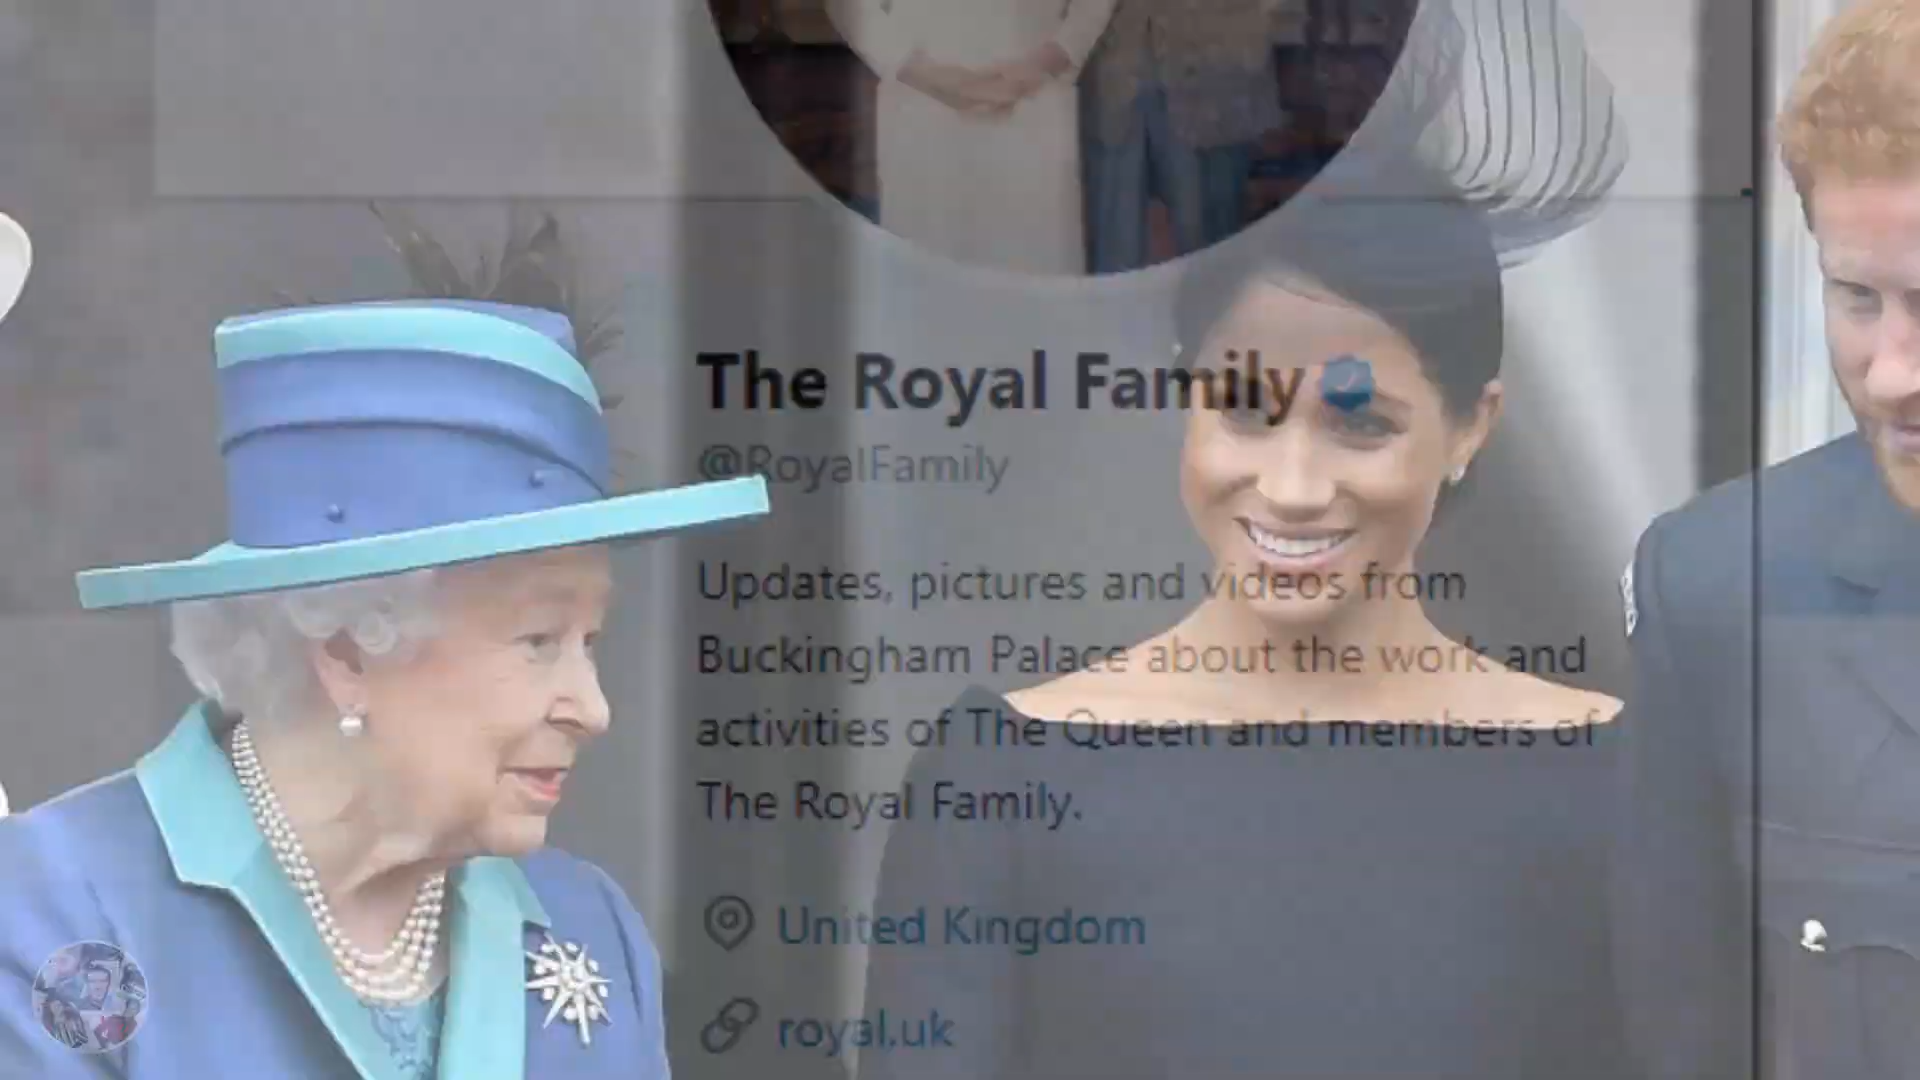 The Royal Family
@RoyalFamily
Updates, pictures and videos from
Buckingham Palace about the work and
activities of The Queen and members of
The Royal Family.
United Kingdom
royal.uk